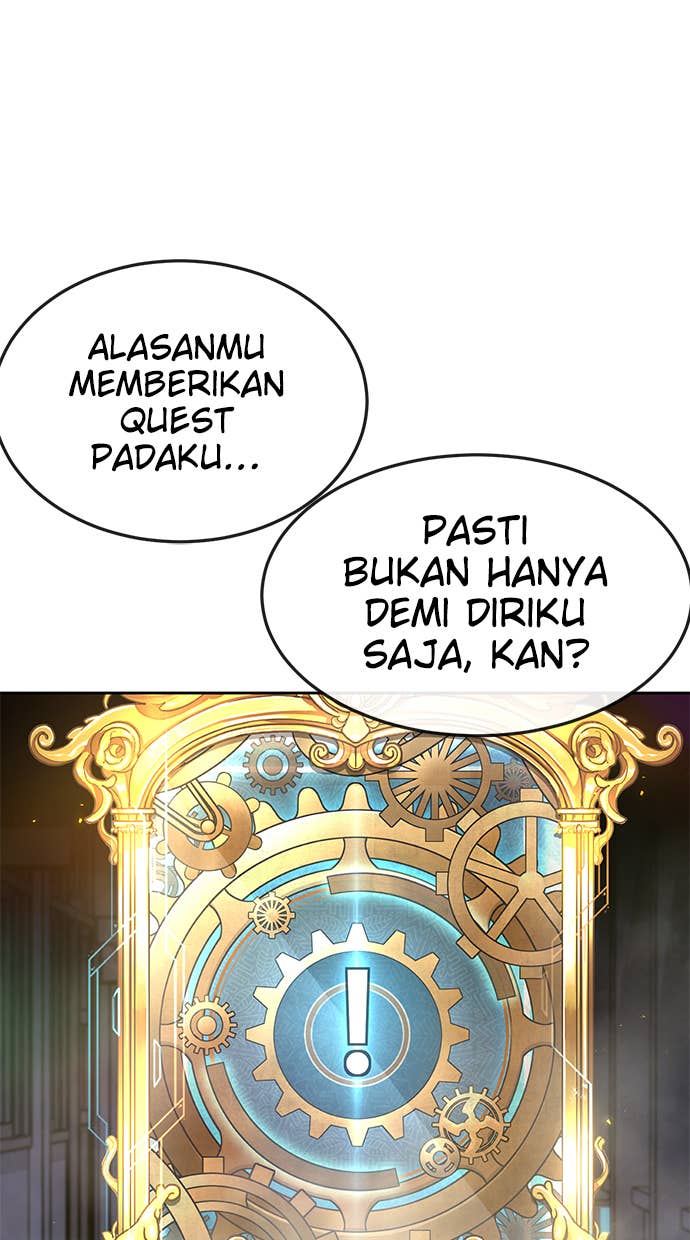 ALASANMU
MEMBERIKAN
QUEST
PADAKU...
PASTI
BUKAN HANYA
DEMI DIRIKU
SAJA, KAN?
!